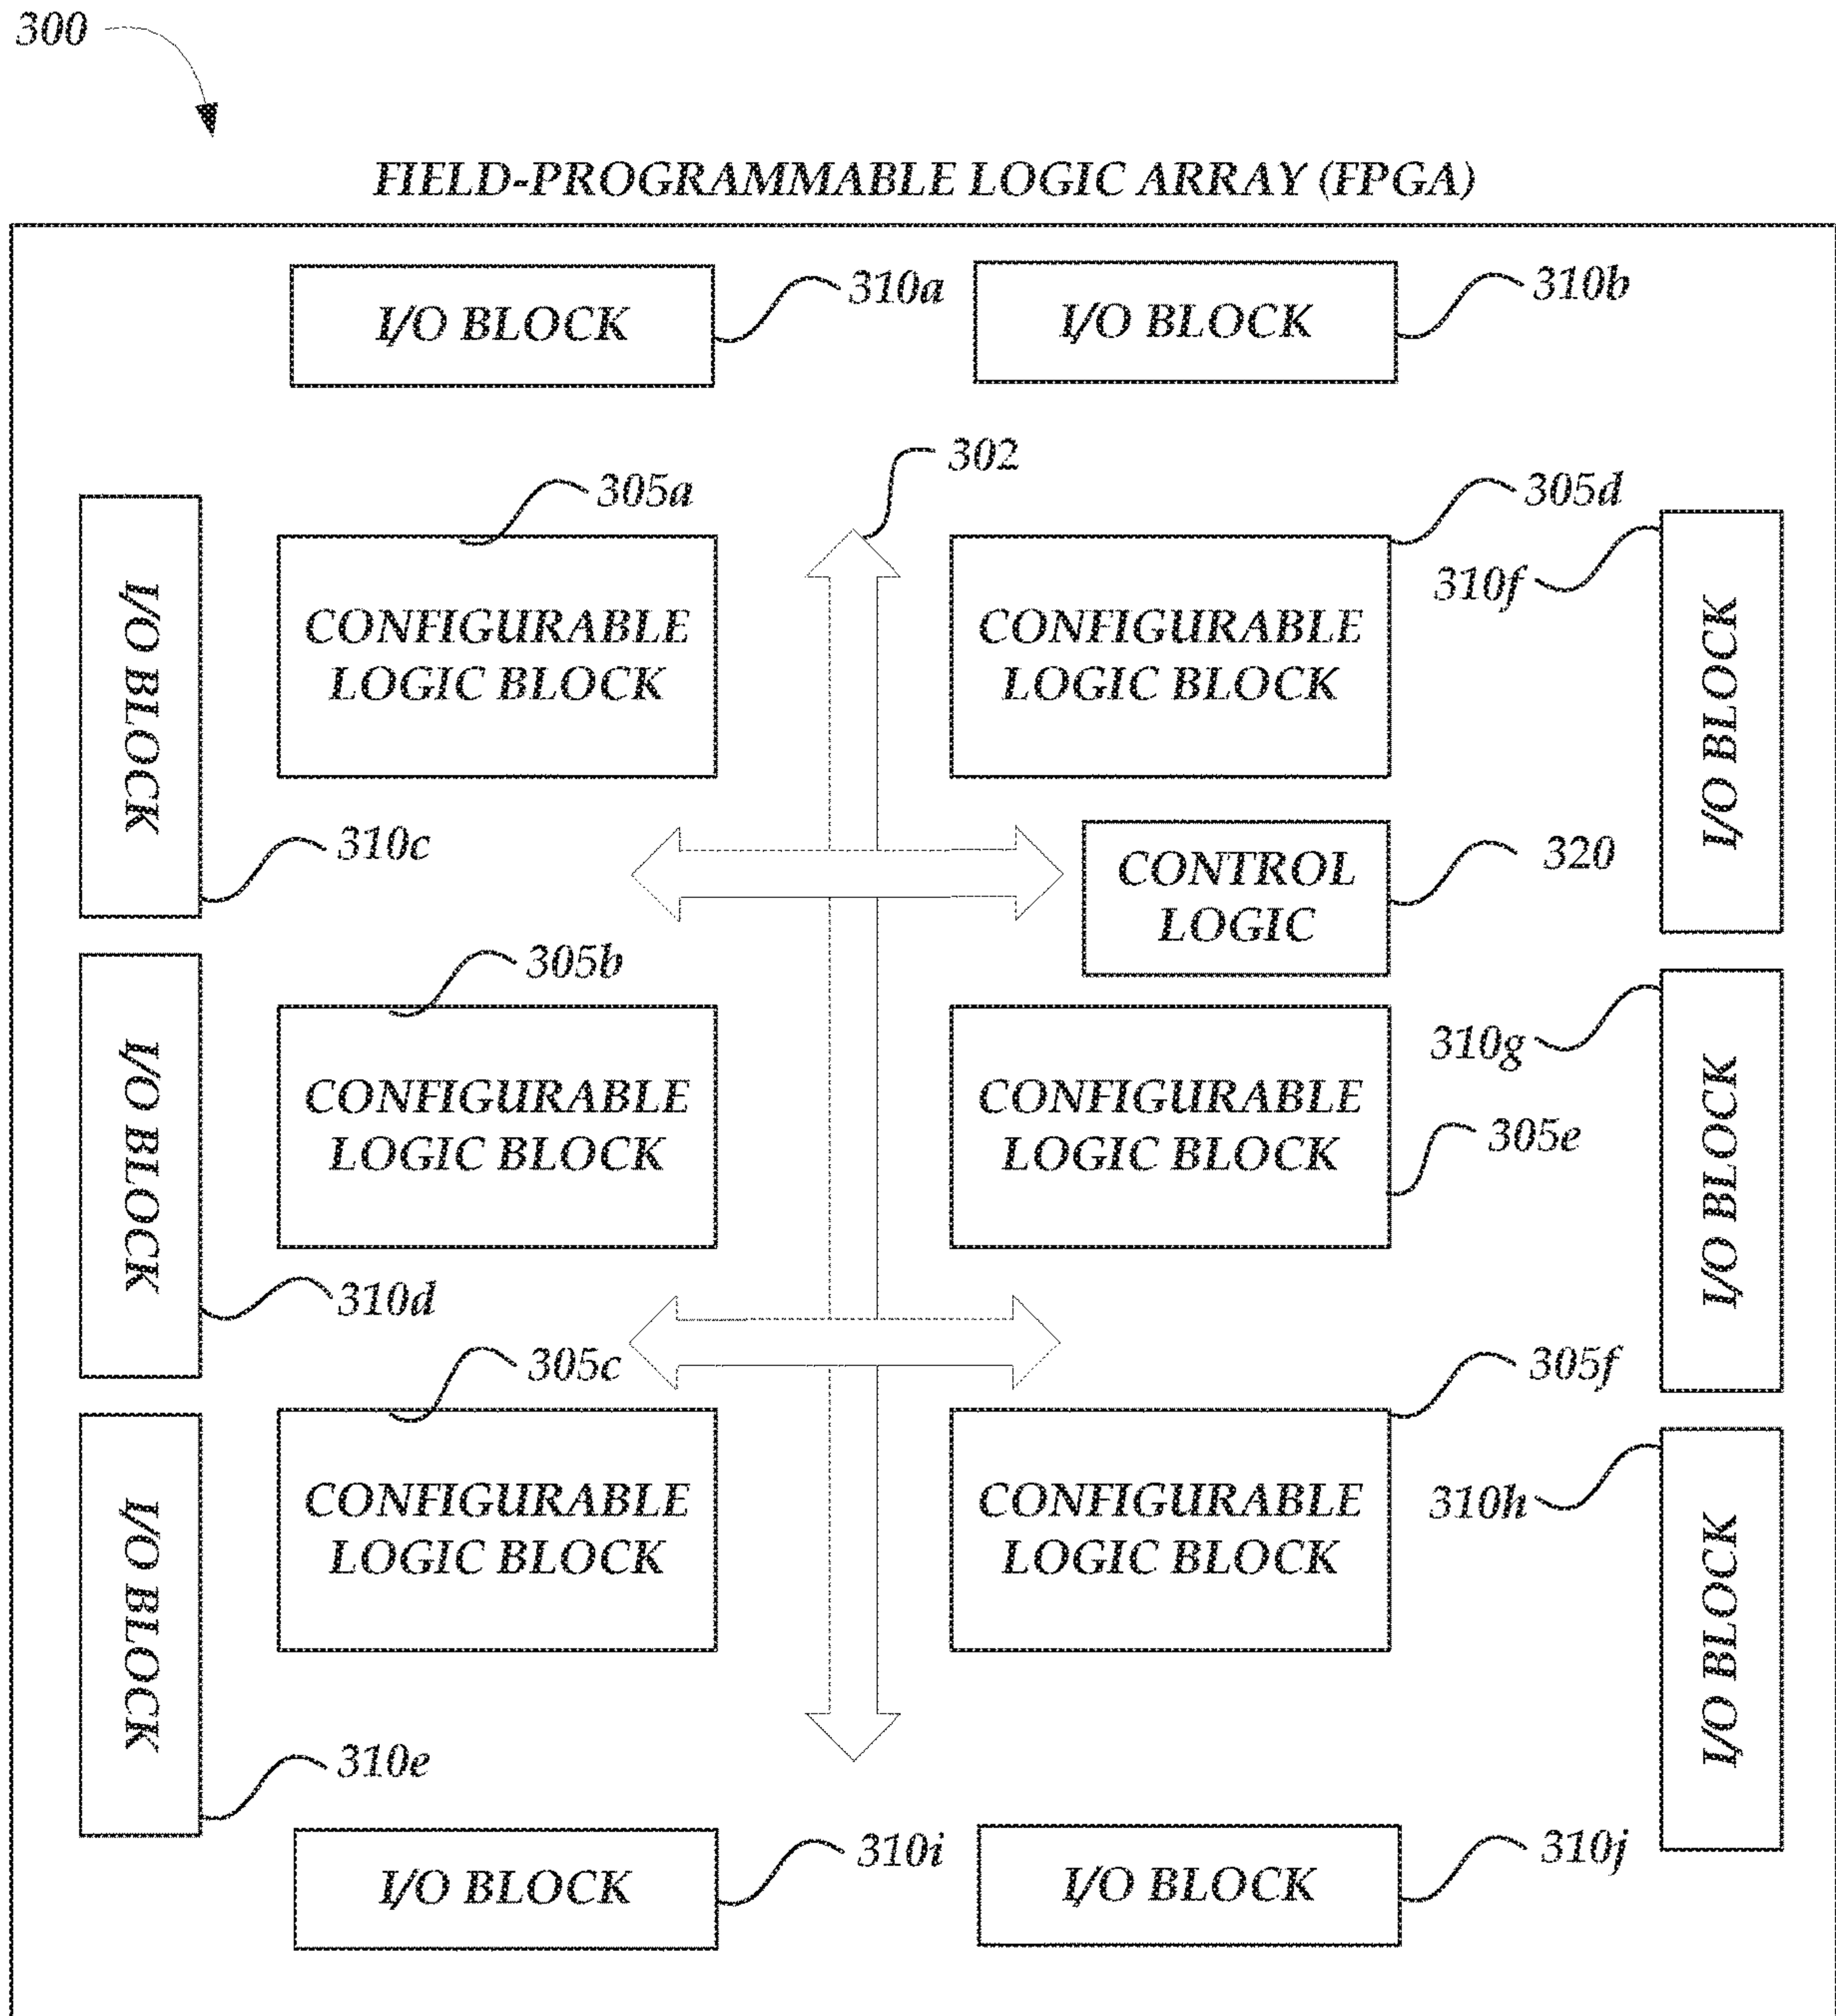 300
FIELD-PROGRAMMABLE LOGIC ARRAY (FPGA)
I/O BLOCK
310a
I/O BLOCK
310b
302
305a
305d
310f
I/O BLOCK
CONFIGURABLE
LOGIC BLOCK
CONFIGURABLE
LOGIC BLOCK
I/O BLOCK
310c
CONTROL
LOGIC
320
305b
310g
I/O BLOCK
CONFIGURABLE
LOGIC BLOCK
CONFIGURABLE
LOGIC BLOCK
305e
I/O BLOCK
310d
305c
305f
310h
I/O BLOCK
CONFIGURABLE
LOGIC BLOCK
CONFIGURABLE
LOGIC BLOCK
I/O BLOCK
310e
I/O BLOCK
310i
I/O BLOCK
310j